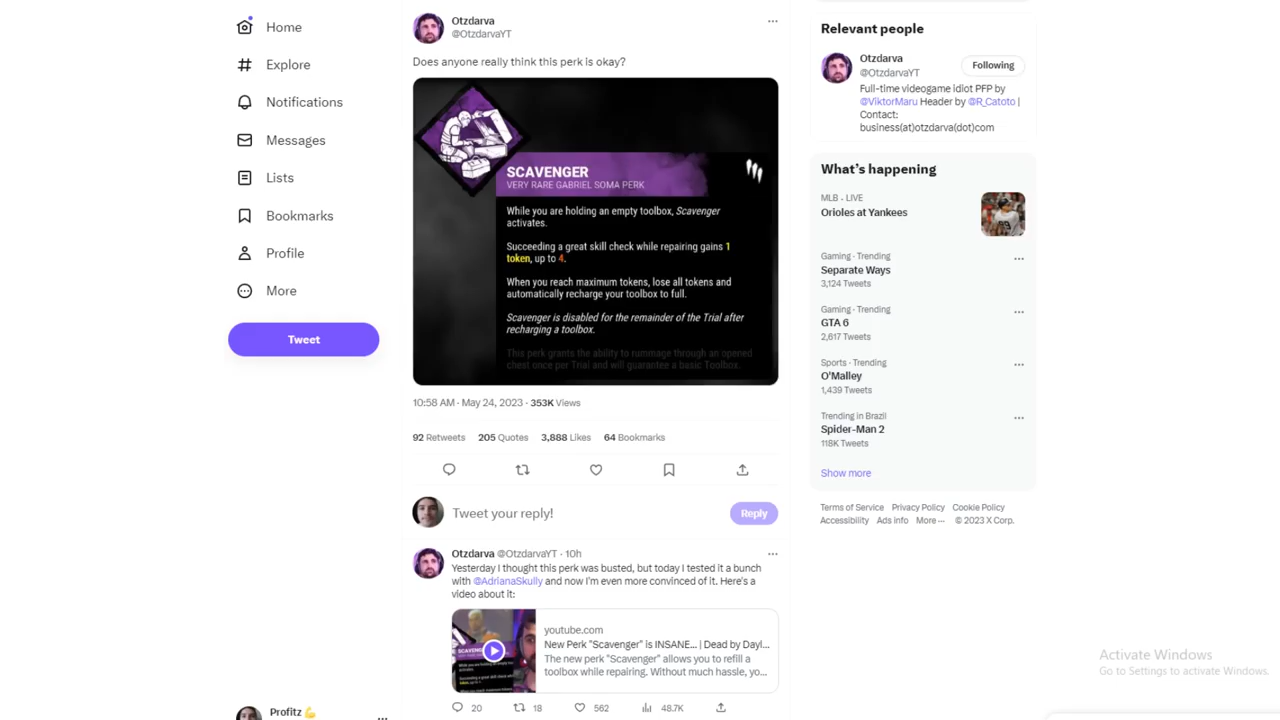 Home
Explore
Notifications
Messages
Lists
Bookmarks
Profile
More
Tweet
Profitz 💪
Otzdarva
@OtzdarvaYT
Does anyone really think this perk is okay?
SCAVENGER
VERY RARE GABRIEL SOMA PERK
While you are holding an empty toolbox, Scavenger
activates.
Succeeding a great skill check while repairing gains 1
token, up to 4.
When you reach maximum tokens, lose all tokens and
automatically recharge your toolbox to full.
Scavenger is disabled for the remainder of the Trial after
recharging a toolbox.
This perk grants the ability to rummage through an opened
chest once per Trial and will guarantee a basic Toolbox.
10:58 AM · May 24, 2023 · 353K Views
92 Retweets 205 Quotes 3,888 Likes 64 Bookmarks
Tweet your reply!
Reply
Otzdarva @OtzdarvaYT · 10h
Yesterday I thought this perk was busted, but today I tested it a bunch
with @AdrianaSkully and now I'm even more convinced of it. Here's a
video about it:
youtube.com
New Perk "Scavenger" is INSANE... | Dead by Dayl...
The new perk "Scavenger" allows you to refill a
toolbox while repairing. Without much hassle, yo...
20 18 562 48.7K
Relevant people
Otzdarva
@OtzdarvaYT
Following
Full-time videogame idiot PFP by
@ViktorMaru Header by @R_Catoto |
Contact:
business(at)otzdarva(dot)com
What's happening
MLB · LIVE
Orioles at Yankees
Gaming · Trending
Separate Ways
3,124 Tweets
Gaming · Trending
GTA 6
2,617 Tweets
Sports · Trending
O'Malley
1,439 Tweets
Trending in Brazil
Spider-Man 2
118K Tweets
Show more
Terms of Service Privacy Policy Cookie Policy
Accessibility Ads info More ··· © 2023 X Corp.
Activate Windows
Go to Settings to activate Windows.